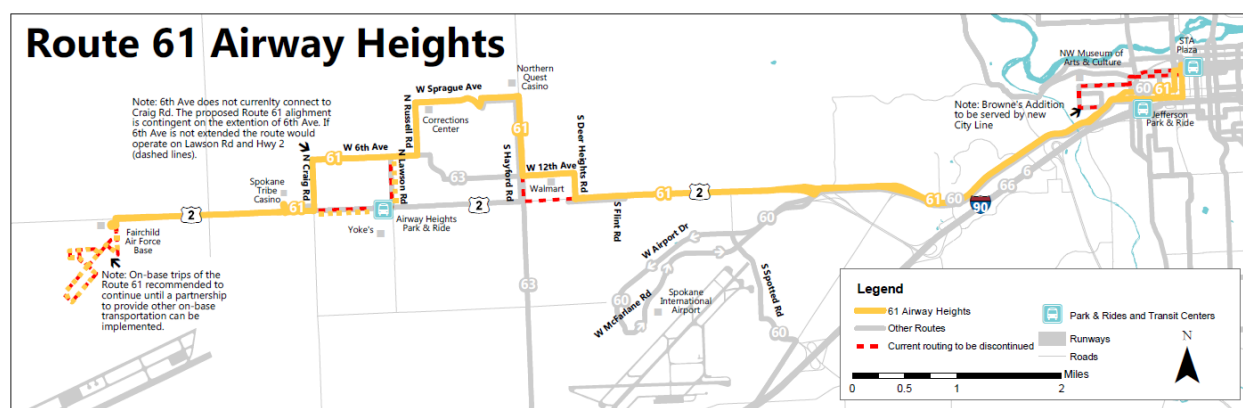 Route 61 Airway Heights
Note: 6th Ave does not currently connect to
Craig Rd. The proposed Route 61 alighment
is contingent on the extention of 6th Ave. If
6th Ave is not extended the route would
operate on Lawson Rd and Hwy 2
(dashed lines).
Northern
Quest
Casino
W Sprague Ave
N Russell Rd
Corrections
Center
61
W 6th Ave
61
N Craig Rd
N Lawson Rd
63
S Hayford Rd
W 12th Ave
Walmart
S Deer Heights Rd
Spokane
Tribe
Casino
61
2
Yoke's
Airway Heights
Park & Ride
2
Fairchild
Air Force
Base
Note: On-base trips of the
Route 61 recommended to
continue until a partnership
to provide other on-base
transportation can be
implemented.
63
61
2
S Flint Rd
60
W Airport Dr
60
W McFarlane Rd
Spokane
International
Airport
S Spotted Rd
60
61
60
90
66
6
NW Museum of
Arts & Culture
STA
Plaza
60
61
Jefferson
Park & Ride
Note: Browne's Addition
to be served by new
City Line
Legend
61 Airway Heights
Other Routes
Current routing to be discontinued
Park & Rides and Transit Centers
Runways
Roads
Miles
0 0.5 1 2
N